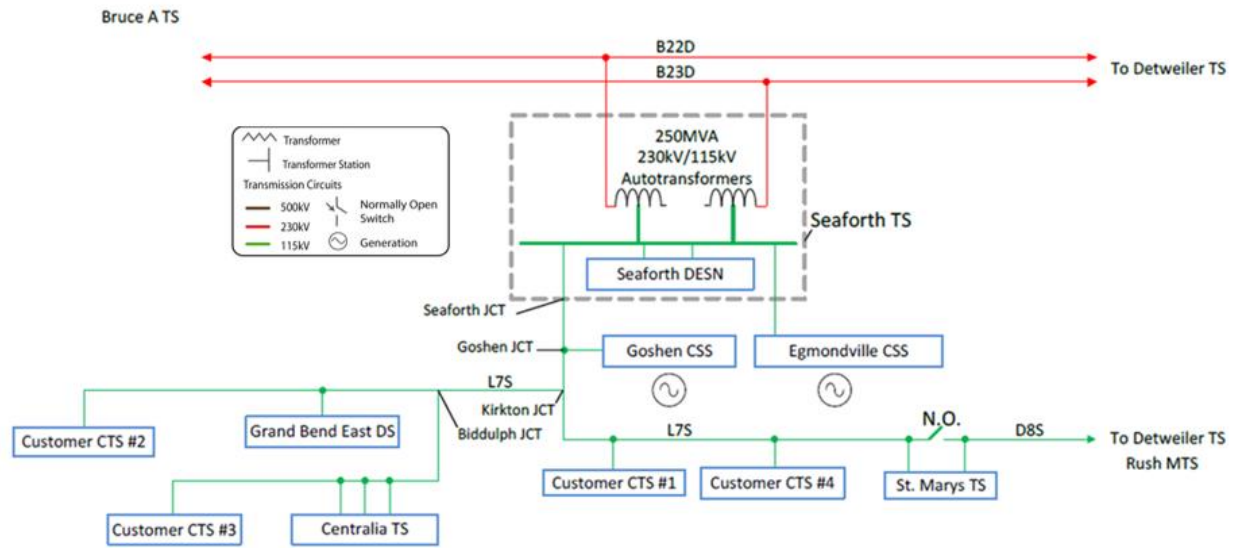 Bruce A TS
B22D
B23D
To Detweiler TS
Transformer
Transformer Station
Transmission Circuits
500kV
230kV
115kV
Normally Open
Switch
Generation
250MVA
230kV/115kV
Autotransformers
Seaforth TS
Seaforth DESN
Seaforth JCT
Goshen JCT
Goshen CSS
Egmondville CSS
L7S
Kirkton JCT
Biddulph JCT
Customer CTS #2
Grand Bend East DS
L7S
N.O.
D8S
To Detweiler TS
Rush MTS
Customer CTS #1
Customer CTS #4
St. Marys TS
Customer CTS #3
Centralia TS